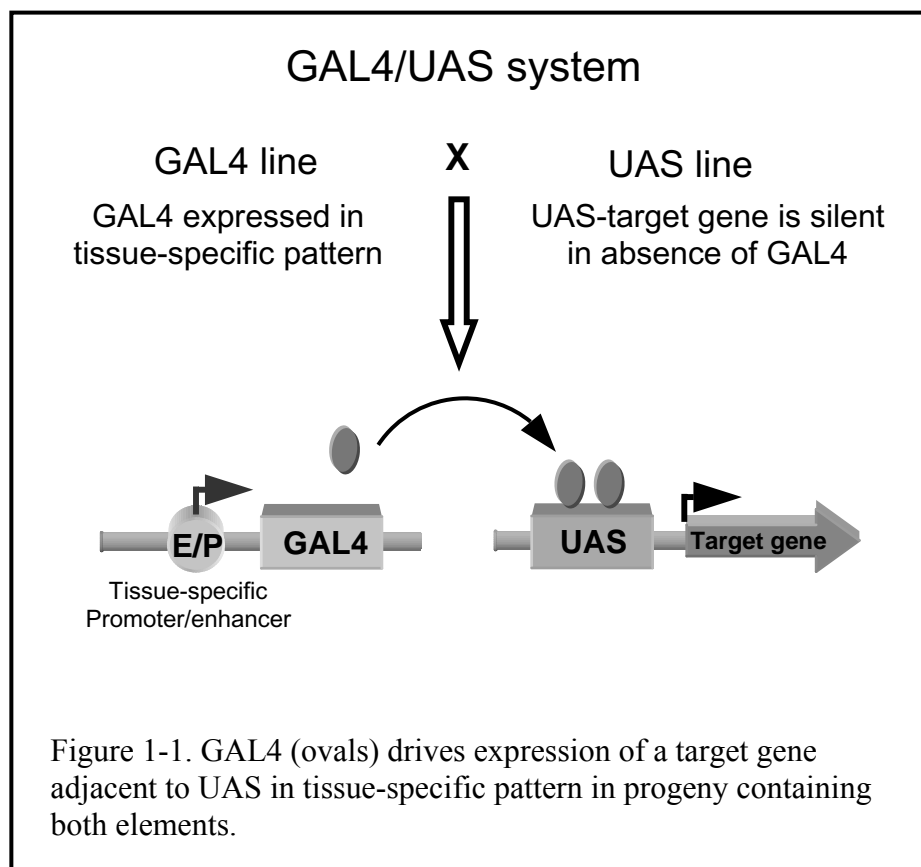 GAL4/UAS system
GAL4 line
X
UAS line
GAL4 expressed in
tissue-specific pattern
UAS-target gene is silent
in absence of GAL4
E/P
GAL4
UAS
Target gene
Tissue-specific
Promoter/enhancer
Figure 1-1. GAL4 (ovals) drives expression of a target gene
adjacent to UAS in tissue-specific pattern in progeny containing
both elements.